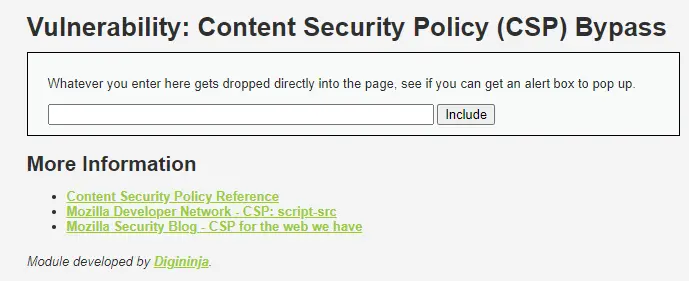 Vulnerability: Content Security Policy (CSP) Bypass
Whatever you enter here gets dropped directly into the page, see if you can get an alert box to pop up.
Include
More Information
Content Security Policy Reference
Mozilla Developer Network - CSP: script-src
Mozilla Security Blog - CSP for the web we have
Module developed by Digininja.